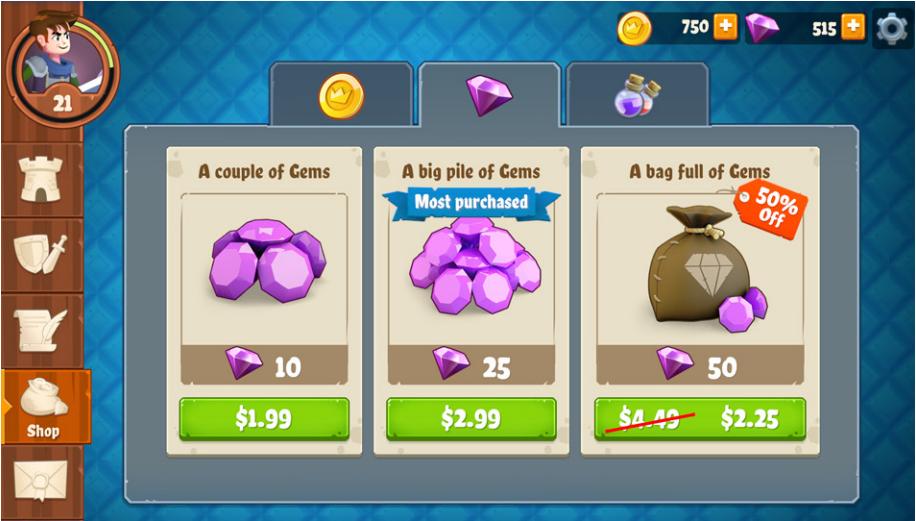 750
515
21
Shop
A couple of Gems
10
$1.99
A big pile of Gems
Most purchased
25
$2.99
A bag full of Gems
50%
Off
50
$4.49 $2.25